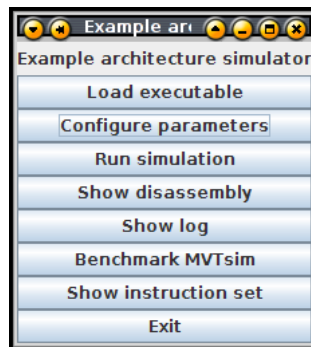 Example ar
Example architecture simulator
Load executable
Configure parameters
Run simulation
Show disassembly
Show log
Benchmark MVTsim
Show instruction set
Exit